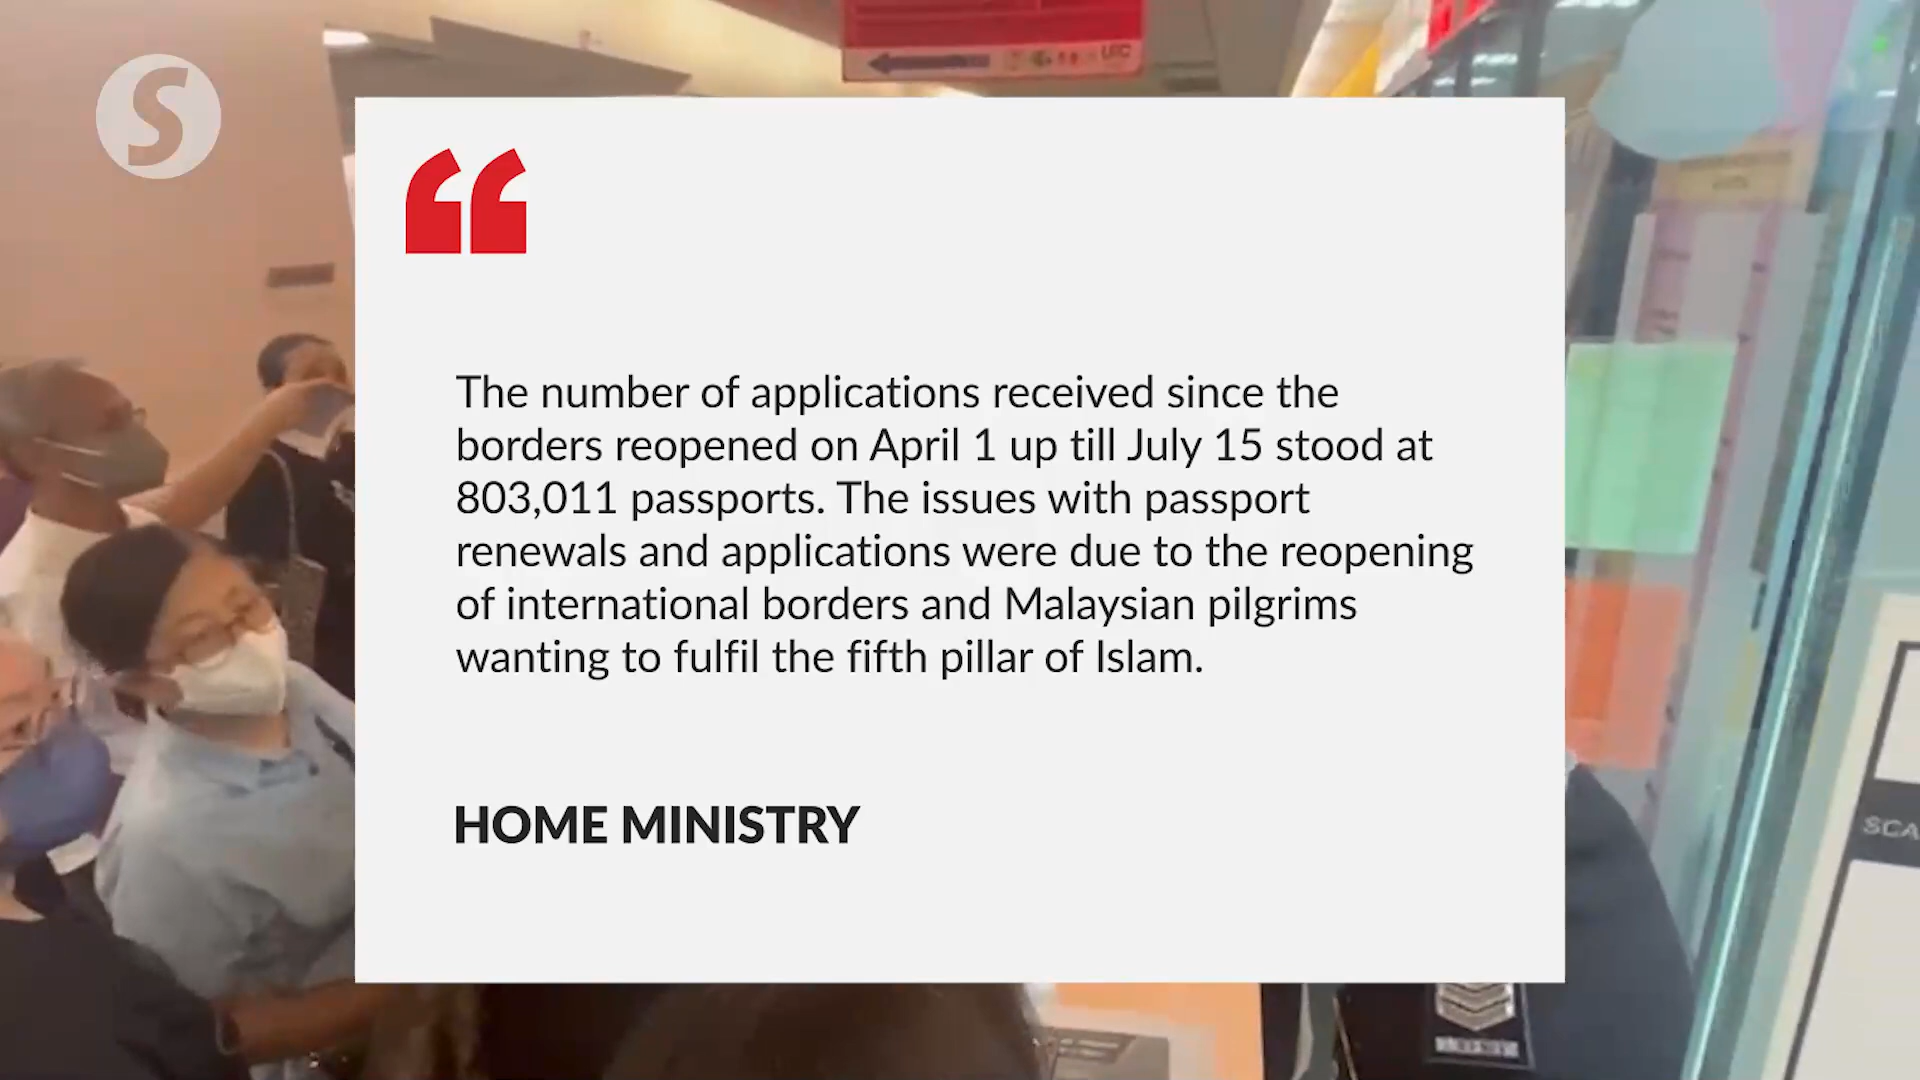 UTC
S
The number of applications received since the
borders reopened on April 1 up till July 15 stood at
803,011 passports. The issues with passport
renewals and applications were due to the reopening
of international borders and Malaysian pilgrims
wanting to fulfil the fifth pillar of Islam.
HOME MINISTRY
SCA